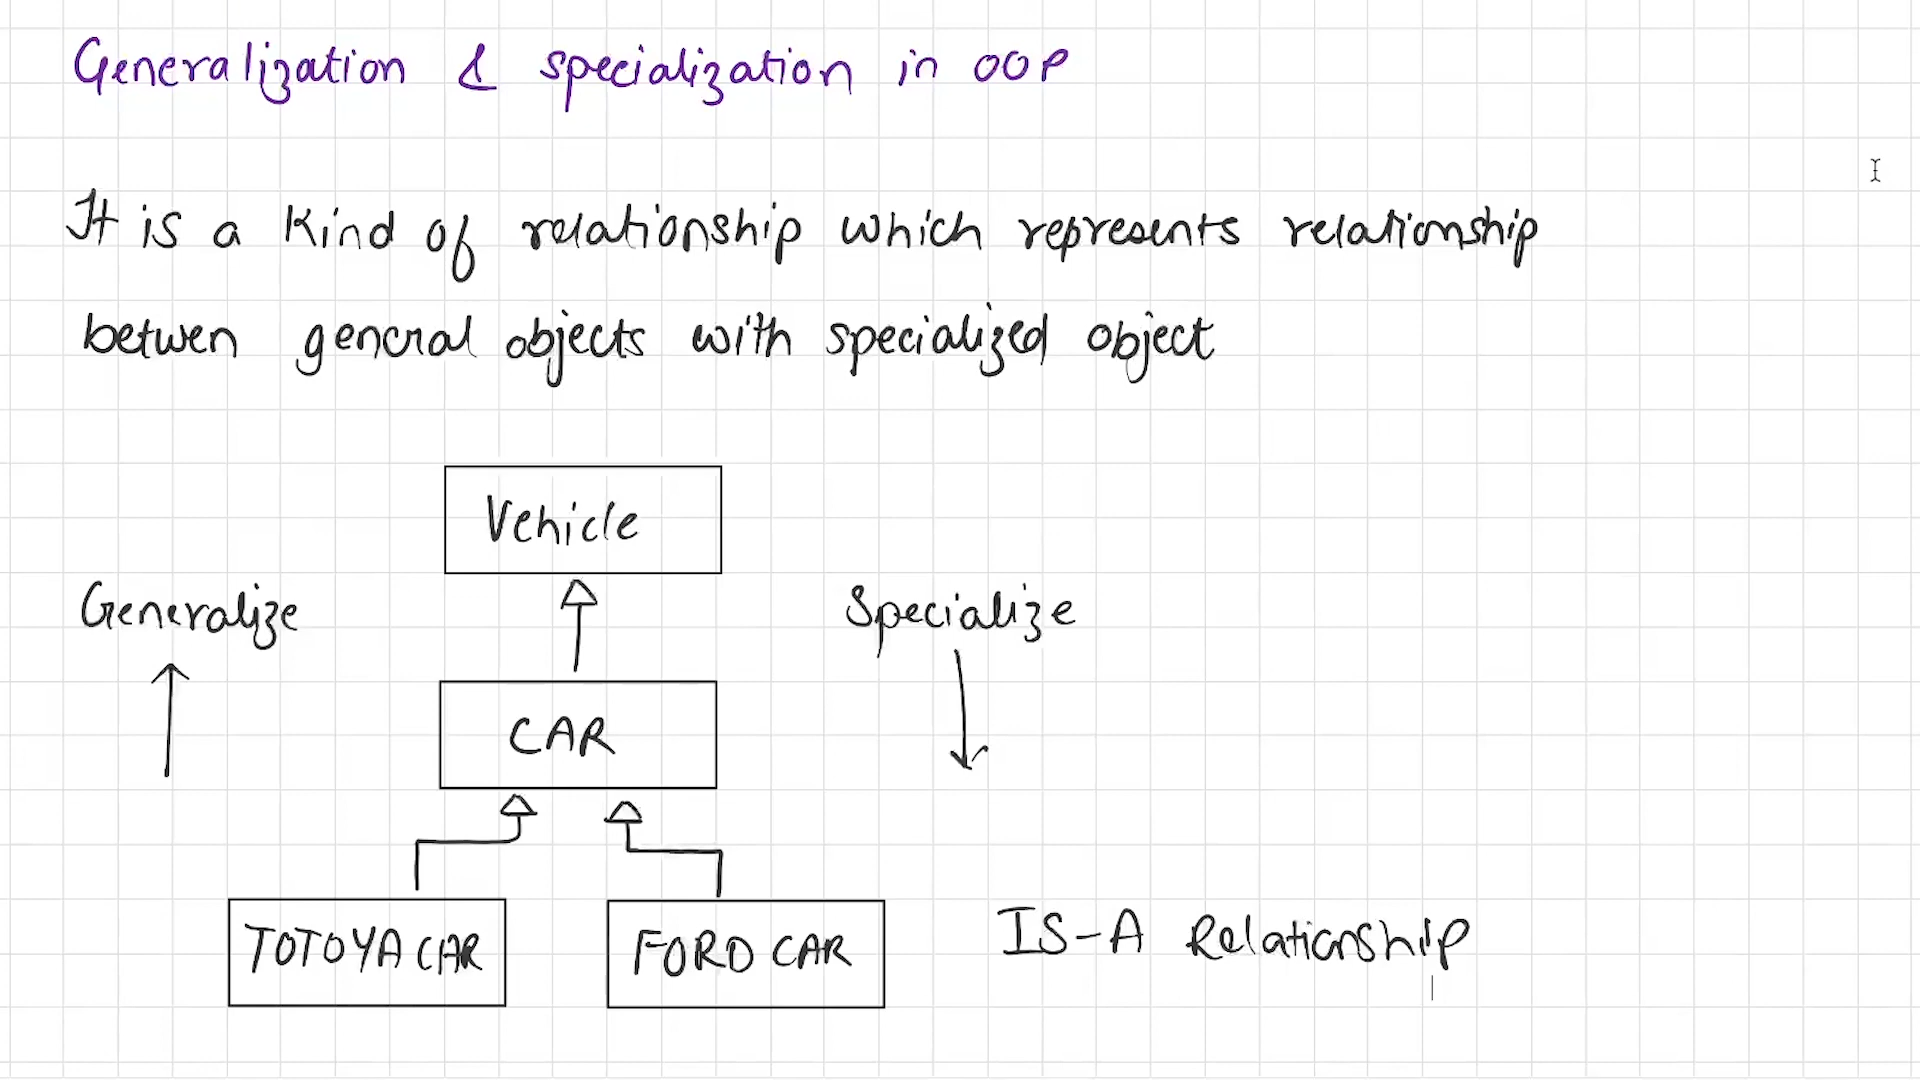 Generalization & specialization in OOP
It is a kind of relationship which represents relationship
betwen general objects with specialized object
Vehicle
Generalize
Specialize
CAR
TOTOYA CAR
FORD CAR
IS-A Relationship